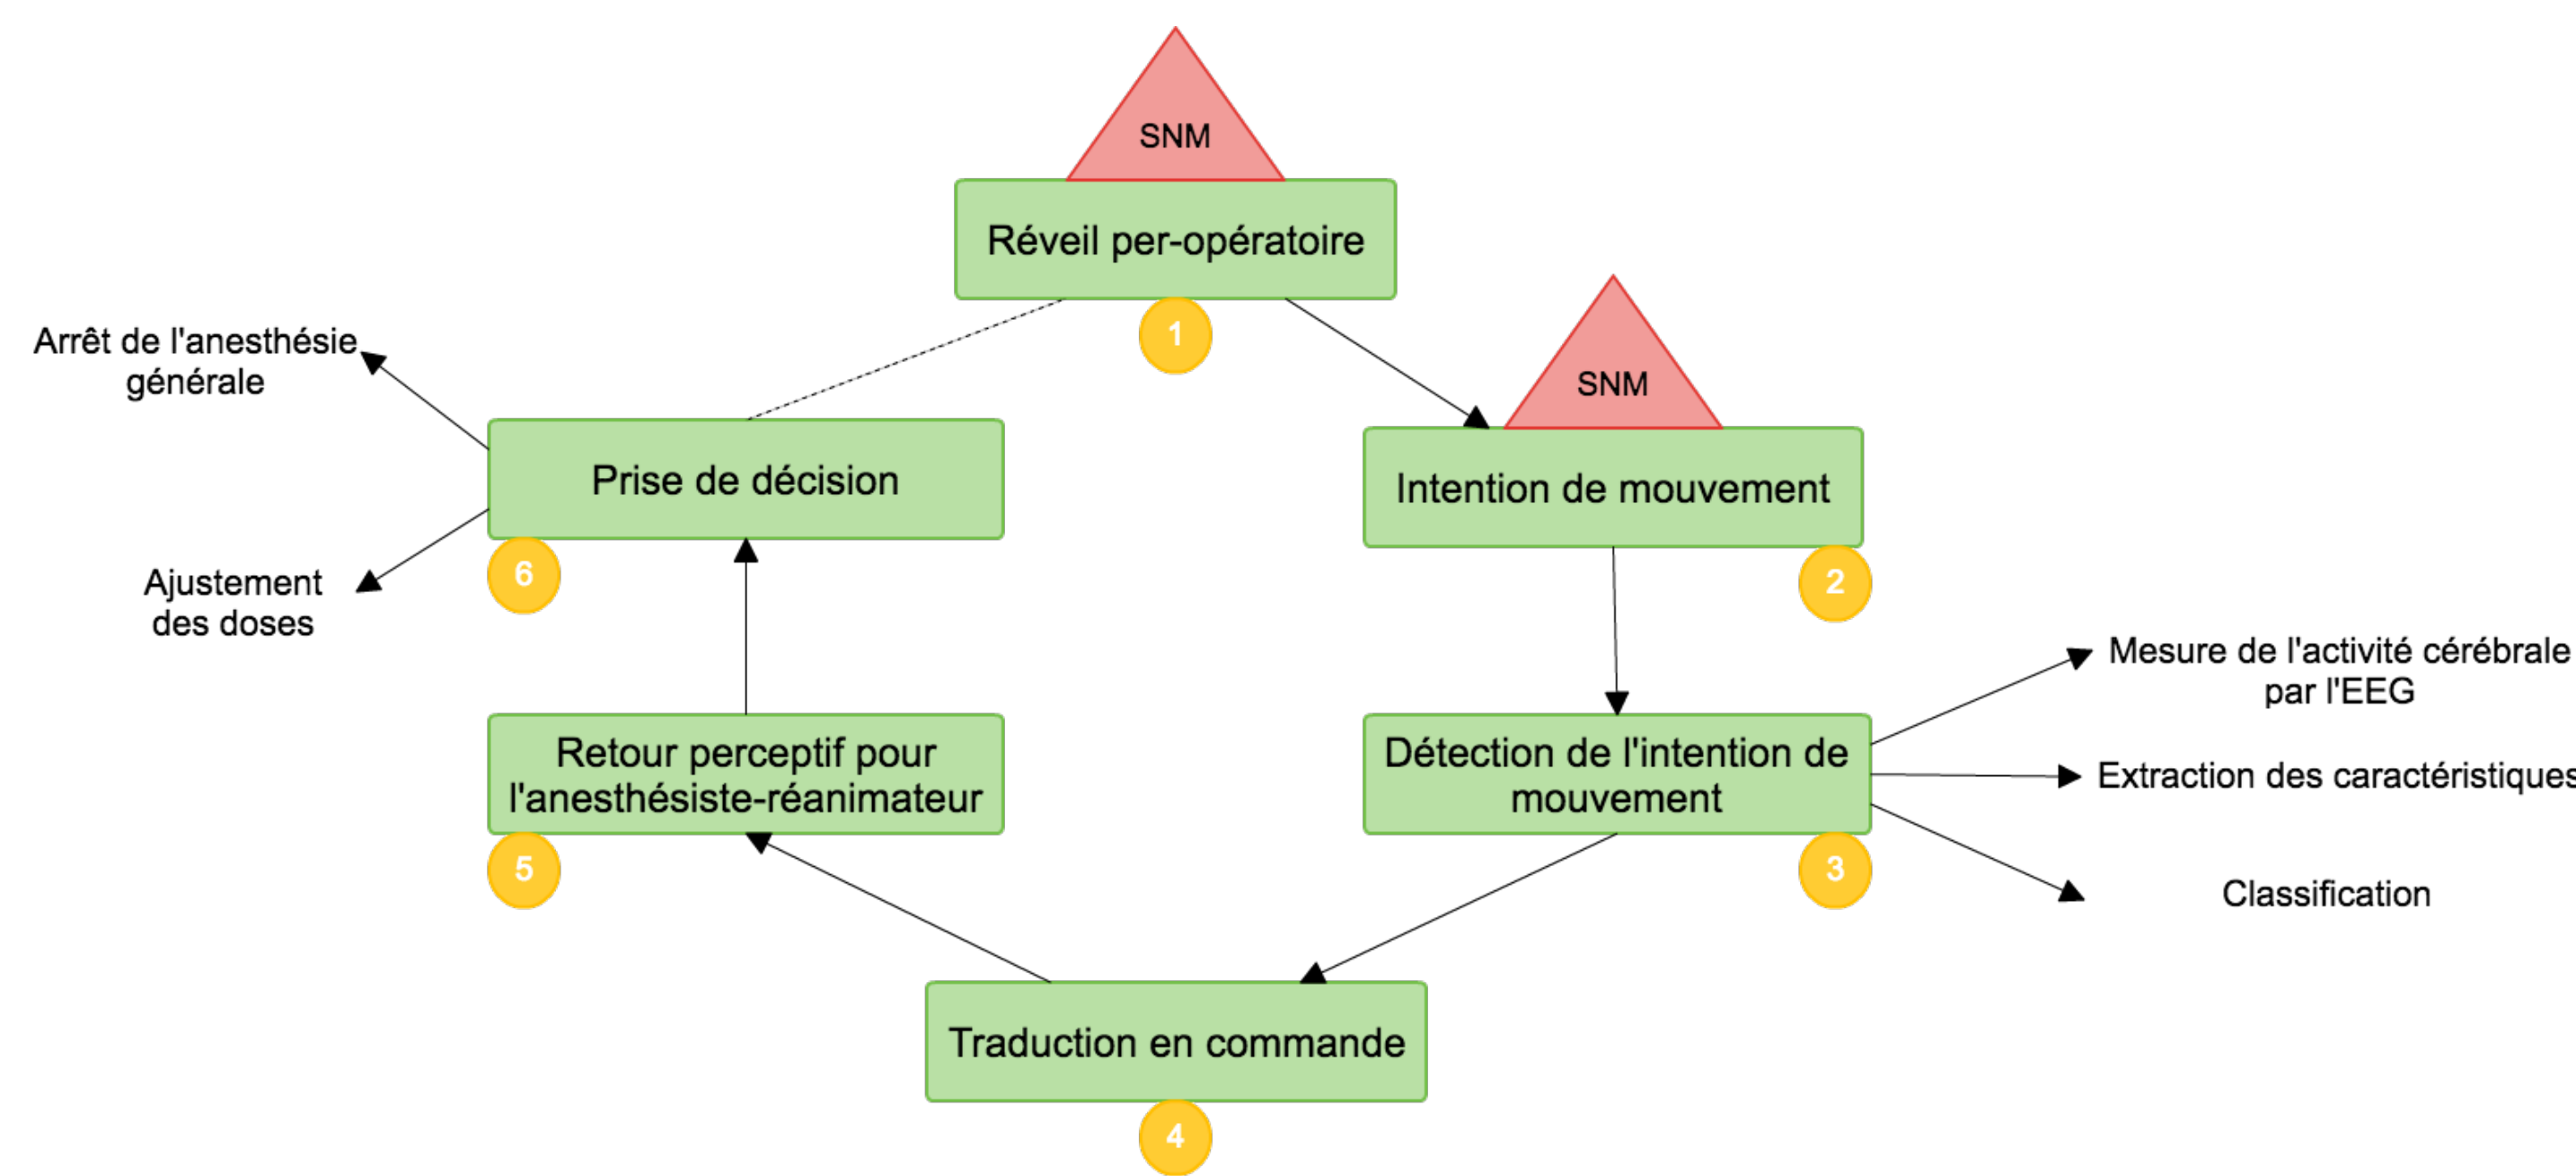 SNM
Réveil per-opératoire
1
SNM
Intention de mouvement
2
Détection de l'intention de
mouvement
3
Mesure de l'activité cérébrale
par l'EEG
Extraction des caractéristiques
Classification
Traduction en commande
4
Retour perceptif pour
l'anesthésiste-réanimateur
5
Prise de décision
6
Arrêt de l'anesthésie
générale
Ajustement
des doses